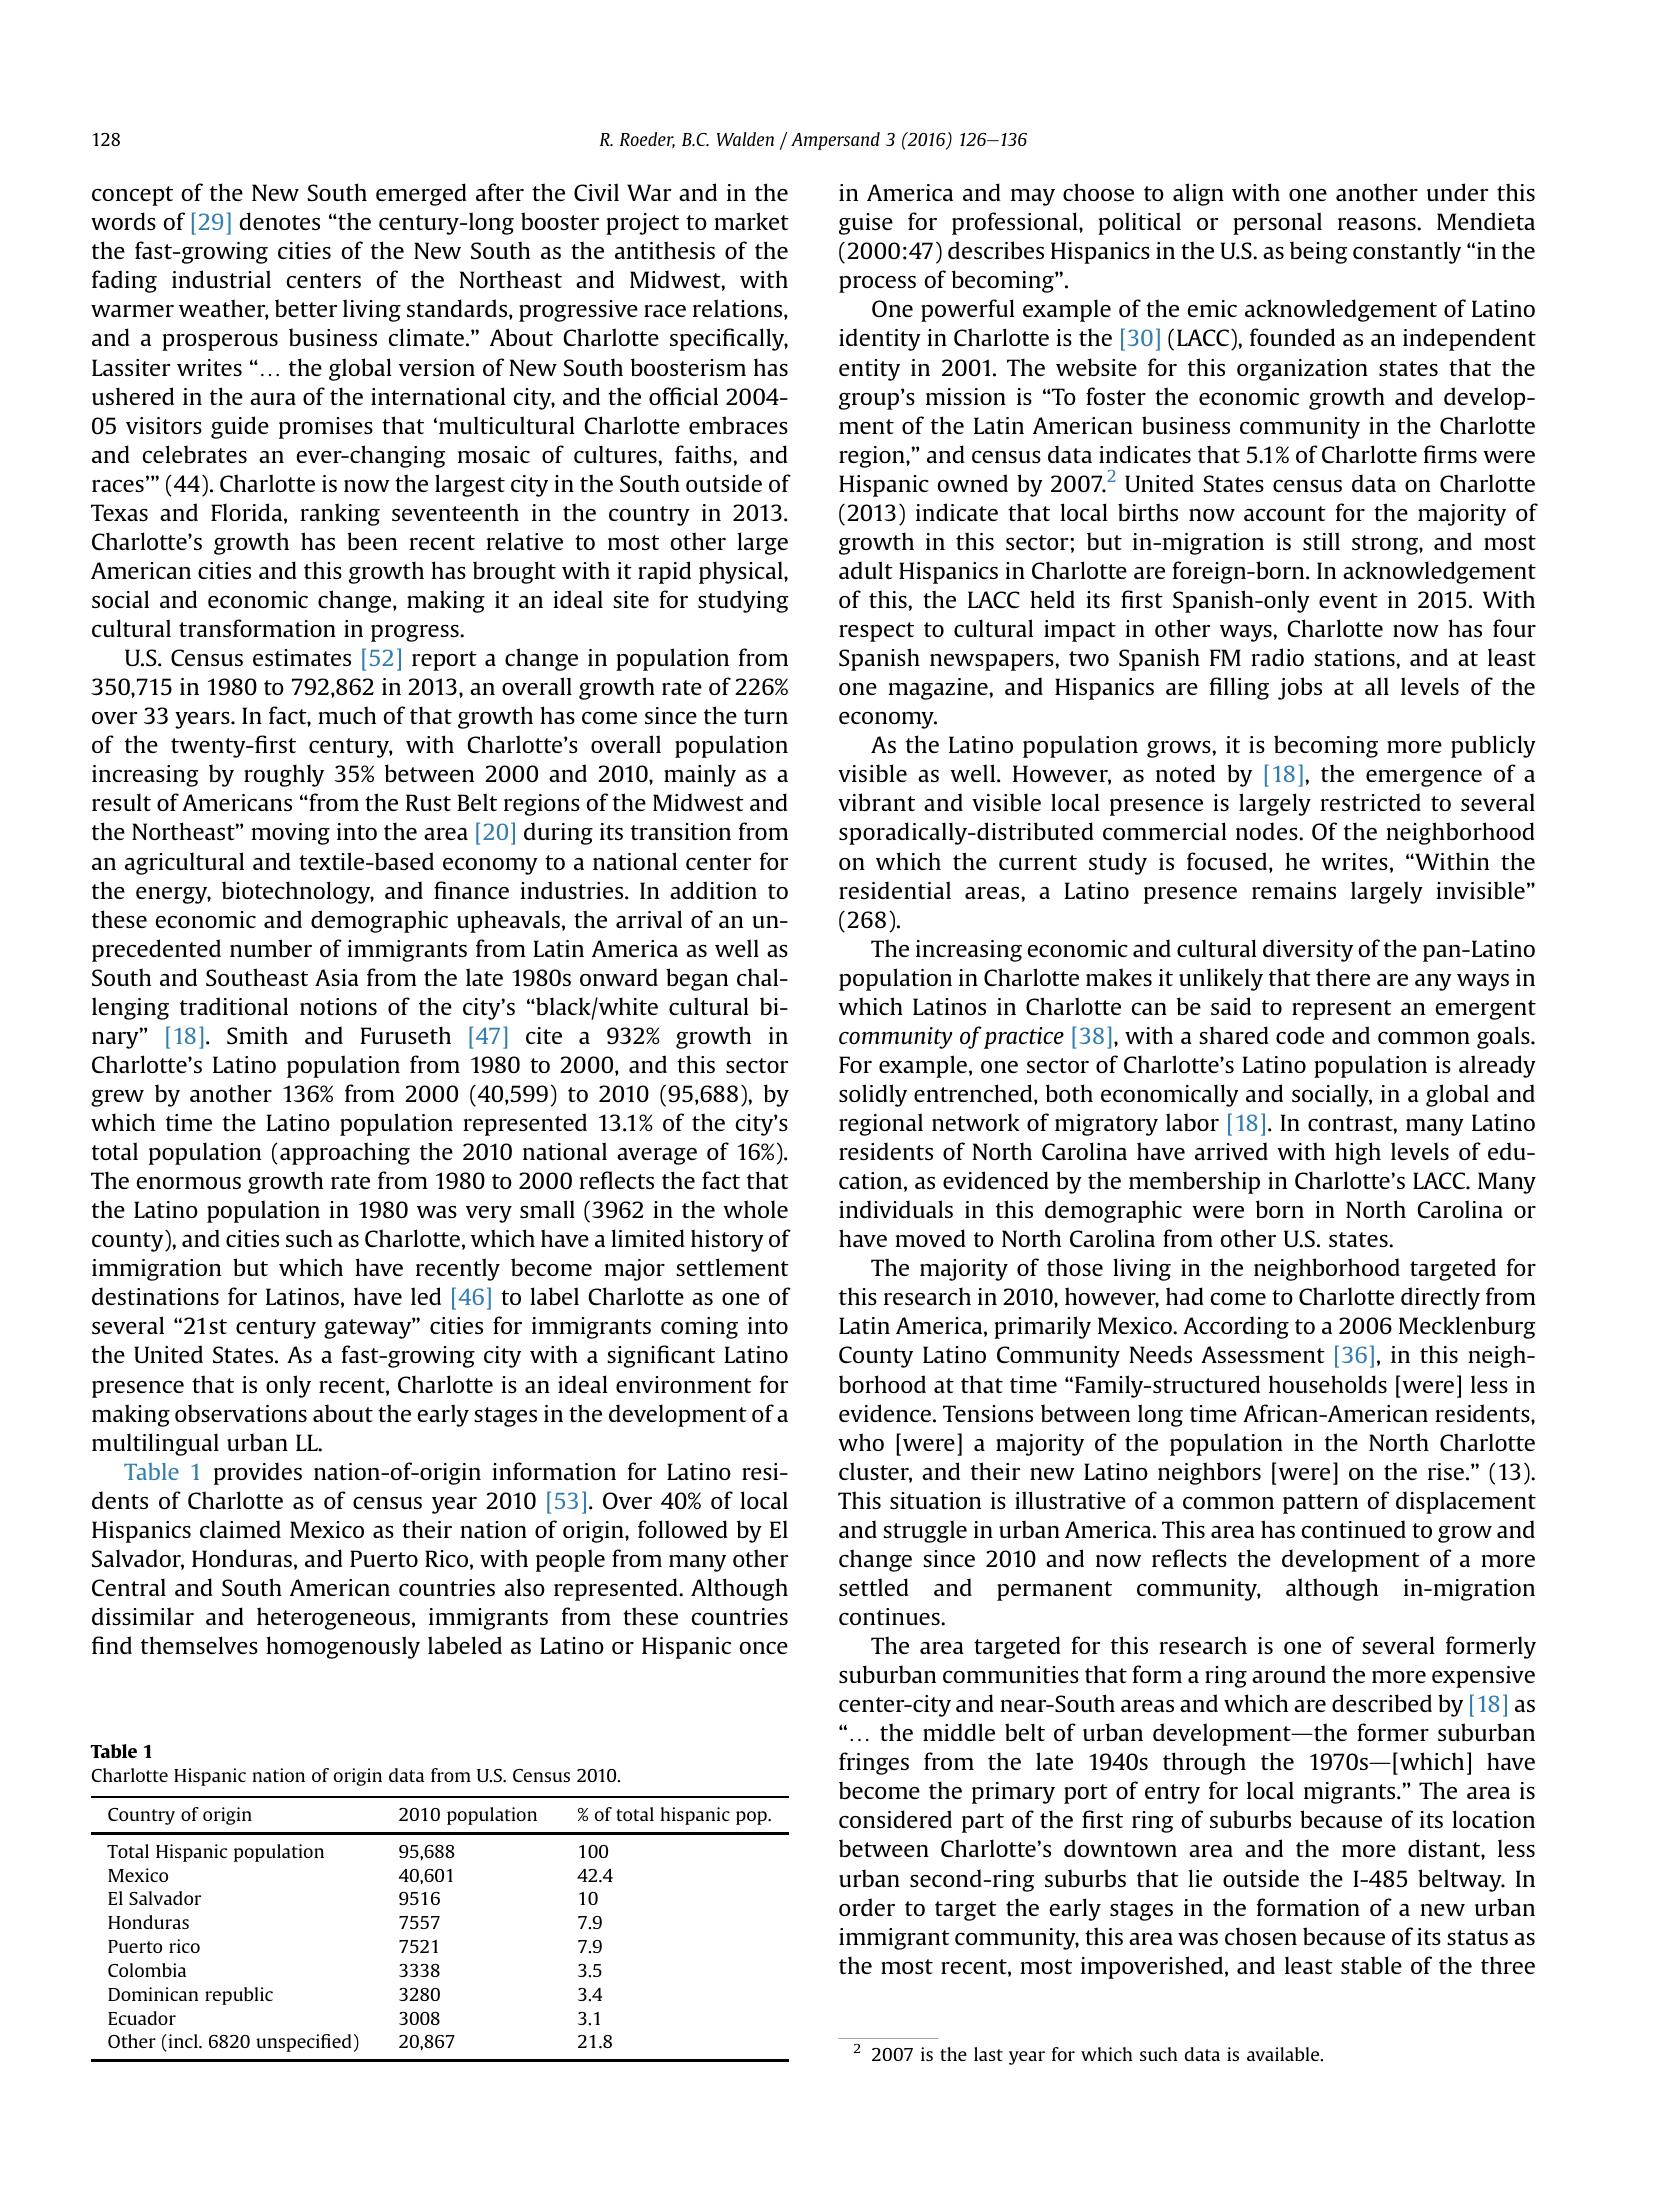 128
R. Roeder, B.C. Walden / Ampersand 3 (2016) 126–136
concept of the New South emerged after the Civil War and in the
words of [29] denotes “the century-long booster project to market
the fast-growing cities of the New South as the antithesis of the
fading industrial centers of the Northeast and Midwest, with
warmer weather, better living standards, progressive race relations,
and a prosperous business climate.” About Charlotte specifically,
Lassiter writes “… the global version of New South boosterism has
ushered in the aura of the international city, and the official 2004-
05 visitors guide promises that ‘multicultural Charlotte embraces
and celebrates an ever-changing mosaic of cultures, faiths, and
races’” (44). Charlotte is now the largest city in the South outside of
Texas and Florida, ranking seventeenth in the country in 2013.
Charlotte’s growth has been recent relative to most other large
American cities and this growth has brought with it rapid physical,
social and economic change, making it an ideal site for studying
cultural transformation in progress.
U.S. Census estimates [52] report a change in population from
350,715 in 1980 to 792,862 in 2013, an overall growth rate of 226%
over 33 years. In fact, much of that growth has come since the turn
of the twenty-first century, with Charlotte’s overall population
increasing by roughly 35% between 2000 and 2010, mainly as a
result of Americans “from the Rust Belt regions of the Midwest and
the Northeast” moving into the area [20] during its transition from
an agricultural and textile-based economy to a national center for
the energy, biotechnology, and finance industries. In addition to
these economic and demographic upheavals, the arrival of an un-
precedented number of immigrants from Latin America as well as
South and Southeast Asia from the late 1980s onward began chal-
lenging traditional notions of the city’s “black/white cultural bi-
nary” [18]. Smith and Furuseth [47] cite a 932% growth in
Charlotte’s Latino population from 1980 to 2000, and this sector
grew by another 136% from 2000 (40,599) to 2010 (95,688), by
which time the Latino population represented 13.1% of the city’s
total population (approaching the 2010 national average of 16%).
The enormous growth rate from 1980 to 2000 reflects the fact that
the Latino population in 1980 was very small (3962 in the whole
county), and cities such as Charlotte, which have a limited history of
immigration but which have recently become major settlement
destinations for Latinos, have led [46] to label Charlotte as one of
several “21st century gateway” cities for immigrants coming into
the United States. As a fast-growing city with a significant Latino
presence that is only recent, Charlotte is an ideal environment for
making observations about the early stages in the development of a
multilingual urban LL.
Table 1 provides nation-of-origin information for Latino resi-
dents of Charlotte as of census year 2010 [53]. Over 40% of local
Hispanics claimed Mexico as their nation of origin, followed by El
Salvador, Honduras, and Puerto Rico, with people from many other
Central and South American countries also represented. Although
dissimilar and heterogeneous, immigrants from these countries
find themselves homogenously labeled as Latino or Hispanic once
Table 1
Charlotte Hispanic nation of origin data from U.S. Census 2010.
Country of origin 2010 population % of total hispanic pop.
Total Hispanic population 95,688 100
Mexico 40,601 42.4
El Salvador 9516 10
Honduras 7557 7.9
Puerto rico 7521 7.9
Colombia 3338 3.5
Dominican republic 3280 3.4
Ecuador 3008 3.1
Other (incl. 6820 unspecified) 20,867 21.8
in America and may choose to align with one another under this
guise for professional, political or personal reasons. Mendieta
(2000:47) describes Hispanics in the U.S. as being constantly “in the
process of becoming”.
One powerful example of the emic acknowledgement of Latino
identity in Charlotte is the [30] (LACC), founded as an independent
entity in 2001. The website for this organization states that the
group’s mission is “To foster the economic growth and develop-
ment of the Latin American business community in the Charlotte
region,” and census data indicates that 5.1% of Charlotte firms were
Hispanic owned by 2007.2 United States census data on Charlotte
(2013) indicate that local births now account for the majority of
growth in this sector; but in-migration is still strong, and most
adult Hispanics in Charlotte are foreign-born. In acknowledgement
of this, the LACC held its first Spanish-only event in 2015. With
respect to cultural impact in other ways, Charlotte now has four
Spanish newspapers, two Spanish FM radio stations, and at least
one magazine, and Hispanics are filling jobs at all levels of the
economy.
As the Latino population grows, it is becoming more publicly
visible as well. However, as noted by [18], the emergence of a
vibrant and visible local presence is largely restricted to several
sporadically-distributed commercial nodes. Of the neighborhood
on which the current study is focused, he writes, “Within the
residential areas, a Latino presence remains largely invisible”
(268).
The increasing economic and cultural diversity of the pan-Latino
population in Charlotte makes it unlikely that there are any ways in
which Latinos in Charlotte can be said to represent an emergent
community of practice [38], with a shared code and common goals.
For example, one sector of Charlotte’s Latino population is already
solidly entrenched, both economically and socially, in a global and
regional network of migratory labor [18]. In contrast, many Latino
residents of North Carolina have arrived with high levels of edu-
cation, as evidenced by the membership in Charlotte’s LACC. Many
individuals in this demographic were born in North Carolina or
have moved to North Carolina from other U.S. states.
The majority of those living in the neighborhood targeted for
this research in 2010, however, had come to Charlotte directly from
Latin America, primarily Mexico. According to a 2006 Mecklenburg
County Latino Community Needs Assessment [36], in this neigh-
borhood at that time “Family-structured households [were] less in
evidence. Tensions between long time African-American residents,
who [were] a majority of the population in the North Charlotte
cluster, and their new Latino neighbors [were] on the rise.” (13).
This situation is illustrative of a common pattern of displacement
and struggle in urban America. This area has continued to grow and
change since 2010 and now reflects the development of a more
settled and permanent community, although in-migration
continues.
The area targeted for this research is one of several formerly
suburban communities that form a ring around the more expensive
center-city and near-South areas and which are described by [18] as
“… the middle belt of urban development—the former suburban
fringes from the late 1940s through the 1970s—[which] have
become the primary port of entry for local migrants.” The area is
considered part of the first ring of suburbs because of its location
between Charlotte’s downtown area and the more distant, less
urban second-ring suburbs that lie outside the I-485 beltway. In
order to target the early stages in the formation of a new urban
immigrant community, this area was chosen because of its status as
the most recent, most impoverished, and least stable of the three
2 2007 is the last year for which such data is available.